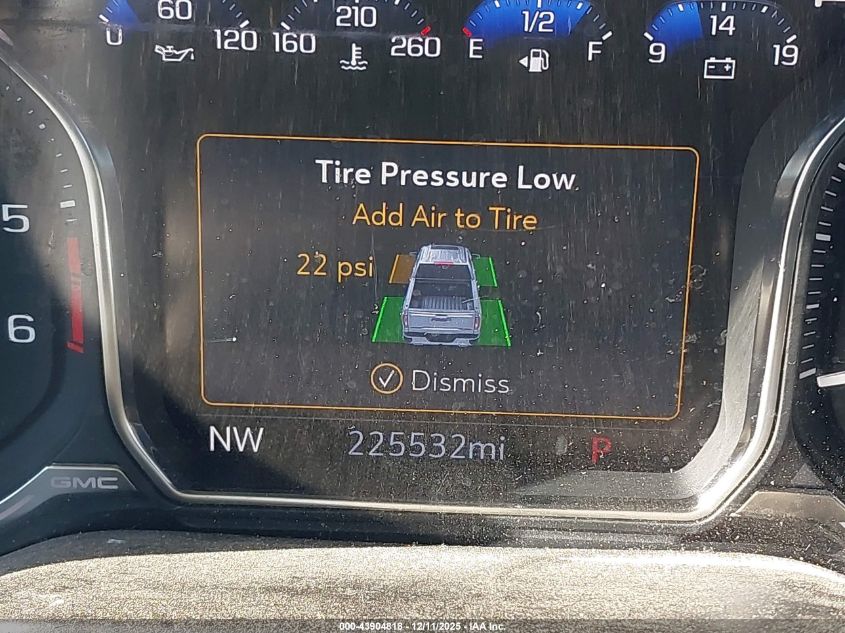 60 210 1/2 14
0 120 160 260 E F 9 19
Tire Pressure Low
Add Air to Tire
5
22 psi
6
Dismiss
NW 225532mi P
GMC
000-43904818 - 12/11/2025 - IAA Inc.